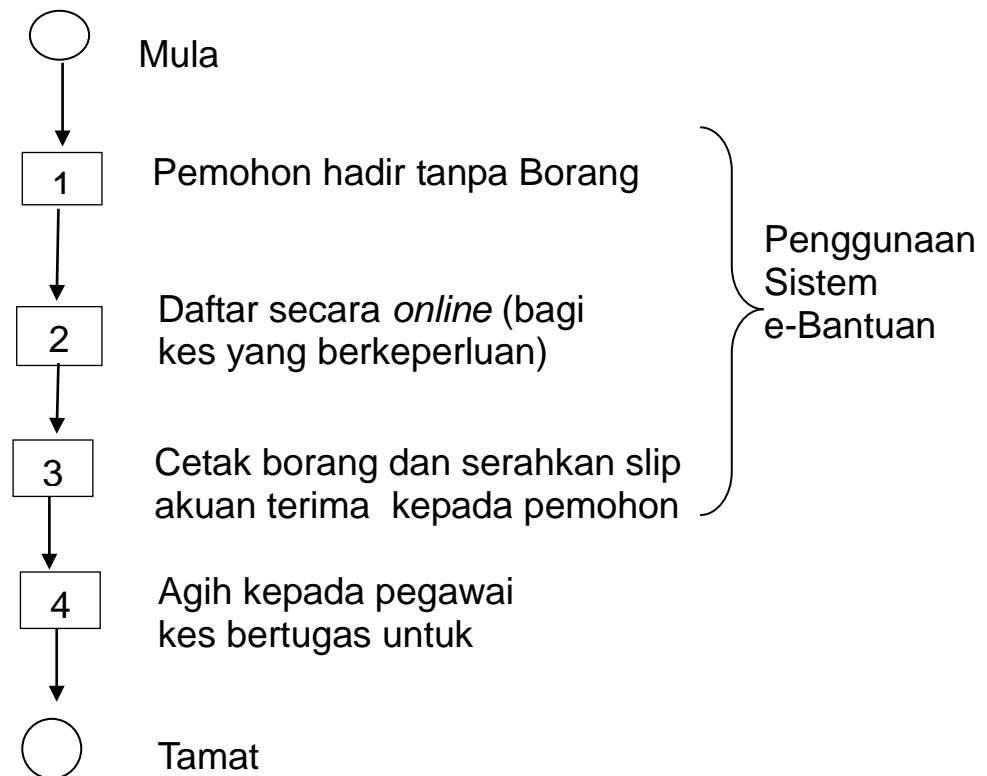 Mula
1
Pemohon hadir tanpa Borang
2
Daftar secara online (bagi
kes yang berkeperluan)
3
Cetak borang dan serahkan slip
akuan terima kepada pemohon
Penggunaan
Sistem
e-Bantuan
4
Agih kepada pegawai
kes bertugas untuk
Tamat